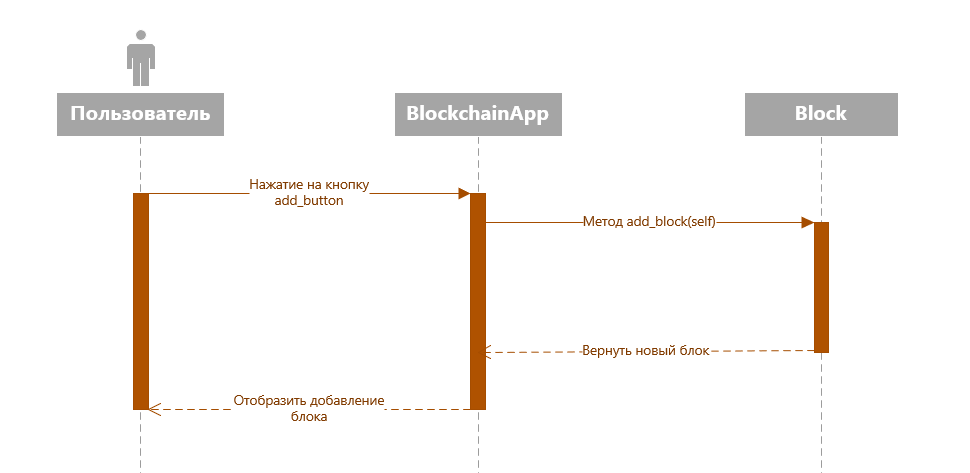 Пользователь
BlockchainApp
Block
Нажатие на кнопку
add_button
Метод add_block(self)
Вернуть новый блок
Отобразить добавление
блока